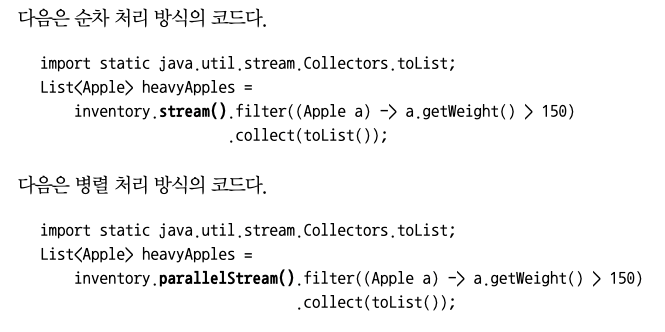 다음은 순차 처리 방식의 코드다.
import static java.util.stream.Collectors.toList;
List<Apple> heavyApples =
inventory.stream().filter((Apple a) -> a.getWeight() > 150)
.collect(toList());
다음은 병렬 처리 방식의 코드다.
import static java.util.stream.Collectors.toList;
List<Apple> heavyApples =
inventory.parallelStream().filter((Apple a) -> a.getWeight() > 150)
.collect(toList());